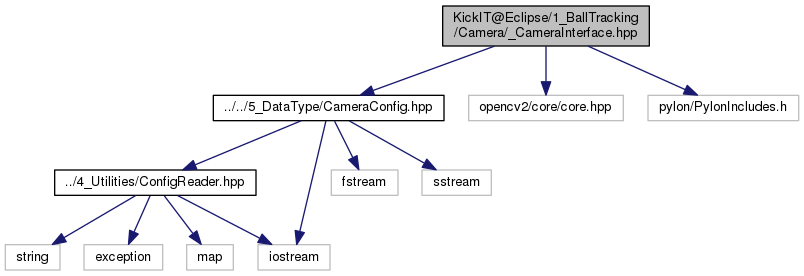 KickIT@Eclipse/1_BallTracking
/Camera/_CameraInterface.hpp
../../5_DataType/CameraConfig.hpp
opencv2/core/core.hpp
pylon/PylonIncludes.h
../4_Utilities/ConfigReader.hpp
fstream
sstream
string
exception
map
iostream